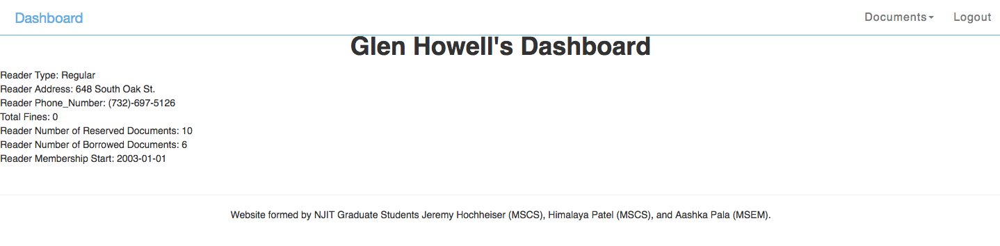 Dashboard Documents Logout
Glen Howell's Dashboard
Reader Type: Regular
Reader Address: 648 South Oak St.
Reader Phone_Number: (732)-697-5126
Total Fines: 0
Reader Number of Reserved Documents: 10
Reader Number of Borrowed Documents: 6
Reader Membership Start: 2003-01-01
Website formed by NJIT Graduate Students Jeremy Hochheiser (MSCS), Himalaya Patel (MSCS), and Aashka Pala (MSEM).